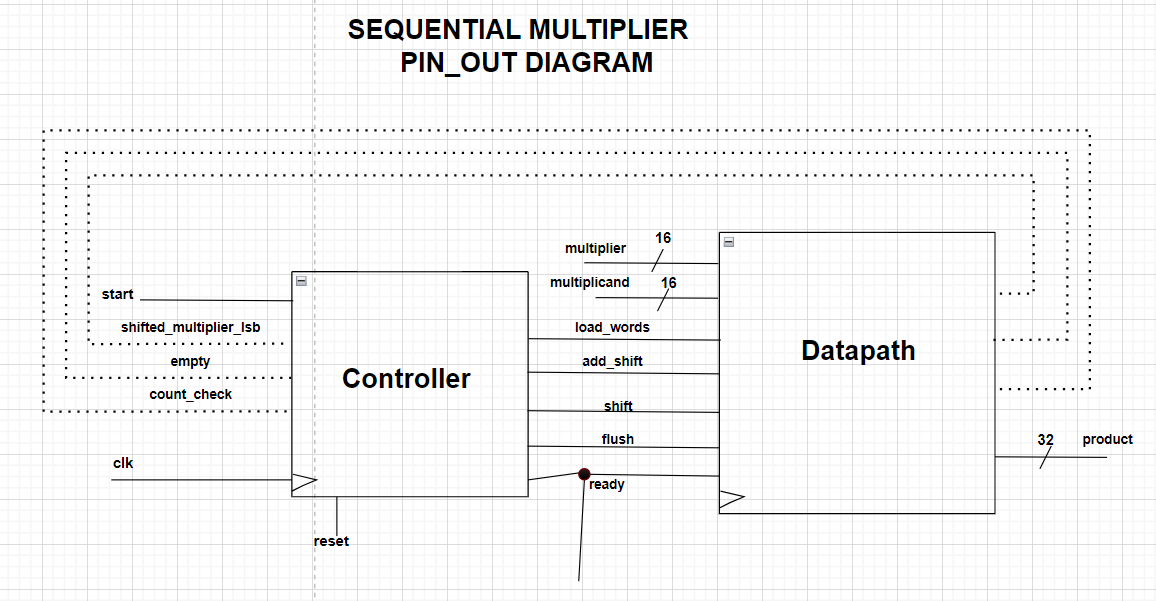 SEQUENTIAL MULTIPLIER
PIN_OUT DIAGRAM
multiplier
16
multiplicand
16
start
shifted_multiplier_lsb
load_words
empty
add_shift
Controller
Datapath
count_check
shift
flush
32
product
clk
ready
reset